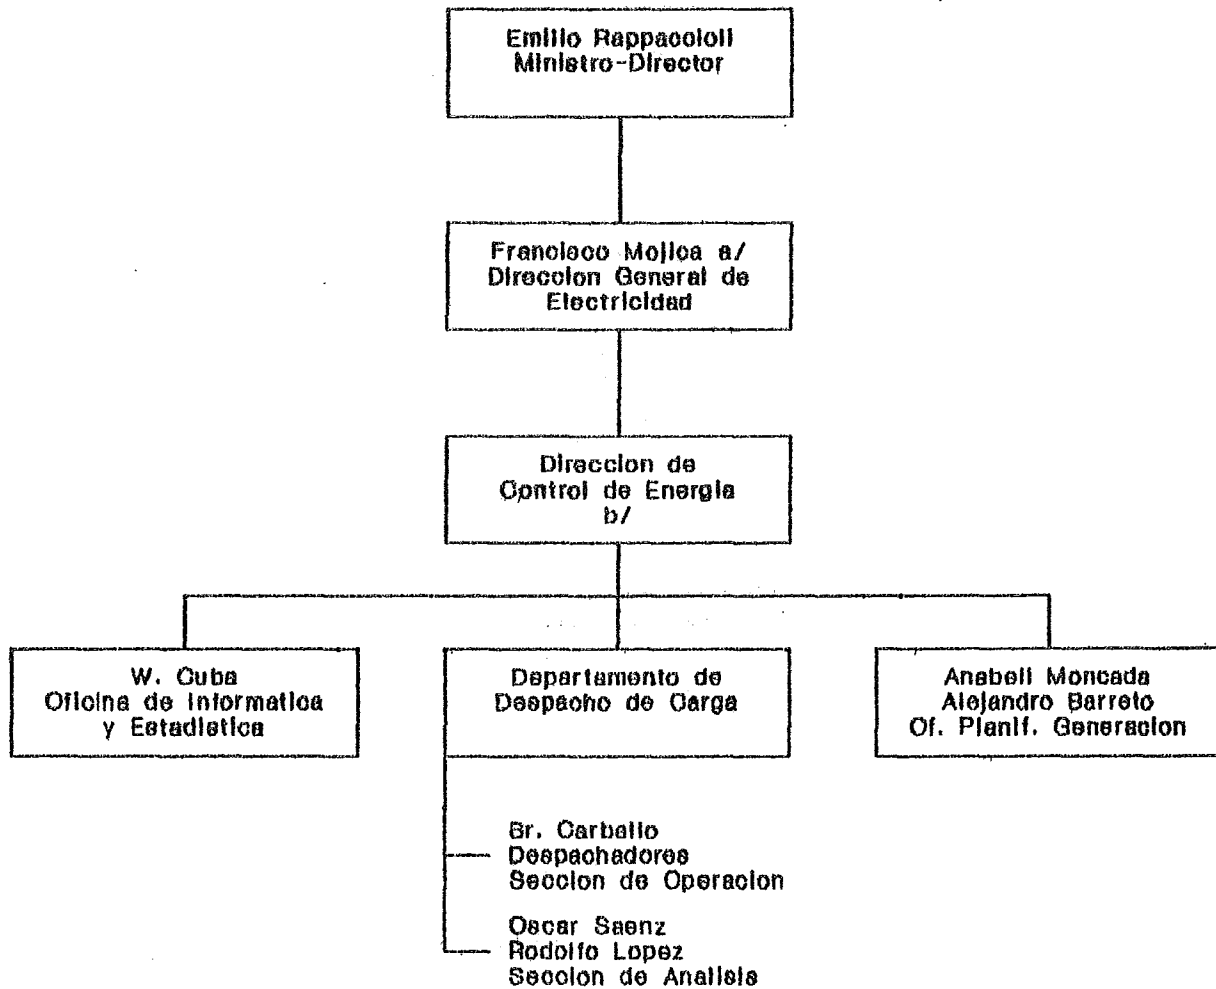 Emilio Rappaccioli
Ministro-Director
Francisco Mojica a/
Direccion General de
Electricidad
Direccion de
Control de Energia
b/
W. Cuba
Oficina de Informatica
y Estadistica
Departamento de
Despacho de Carga
Anabell Moncada
Alejandro Barreto
Of. Planif. Generacion
Sr. Carballo
Despachadores
Seccion de Operacion
Oscar Saenz
Rodolfo Lopez
Seccion de Analisis